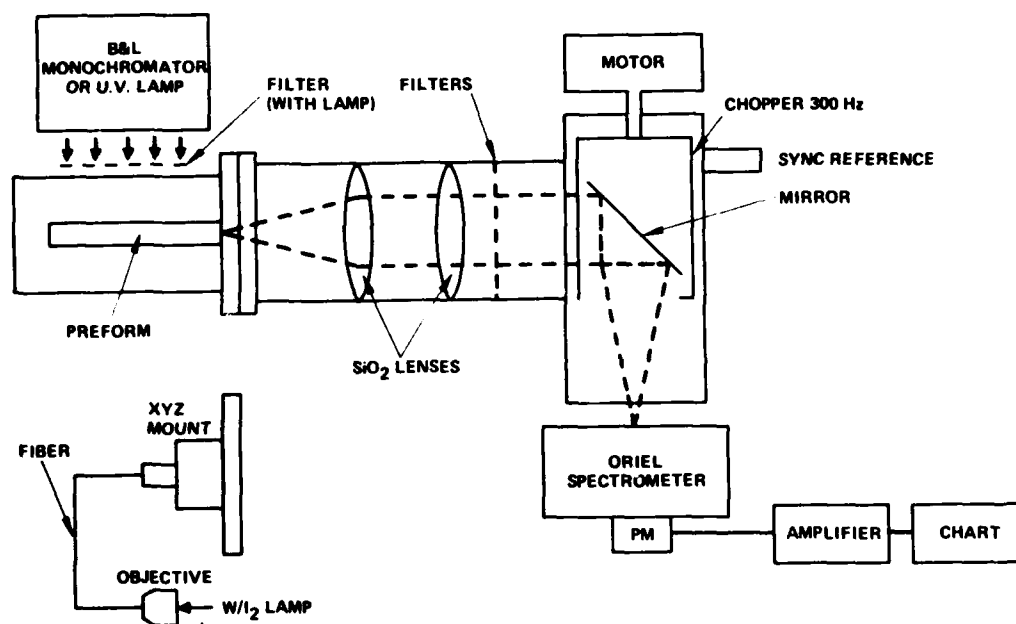 B&L
MONOCHROMATOR
OR U.V. LAMP
FILTER
(WITH LAMP)
FILTERS
MOTOR
CHOPPER 300 Hz
SYNC REFERENCE
MIRROR
PREFORM
SiO2 LENSES
XYZ
MOUNT
FIBER
ORIEL
SPECTROMETER
PM
AMPLIFIER
CHART
OBJECTIVE
W/I2 LAMP